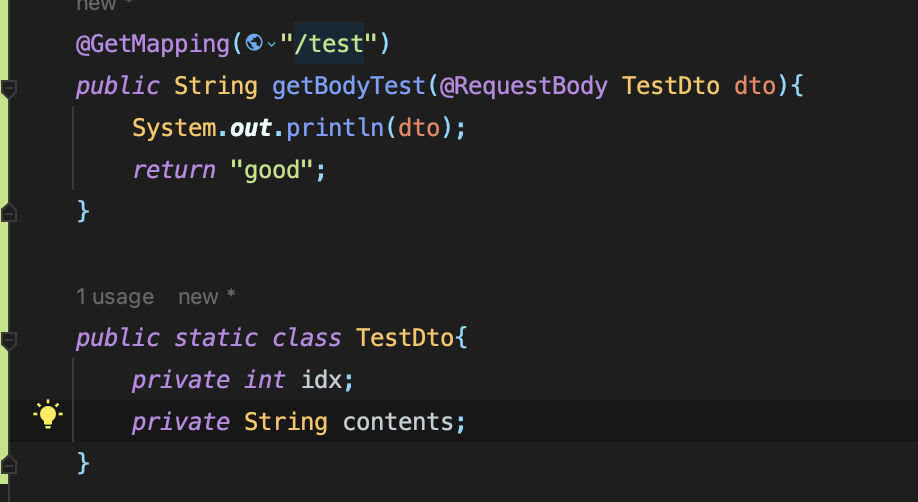 new *
@GetMapping("/test")
public String getBodyTest(@RequestBody TestDto dto){
System.out.println(dto);
return "good";
}
1 usage new *
public static class TestDto{
private int idx;
private String contents;
}